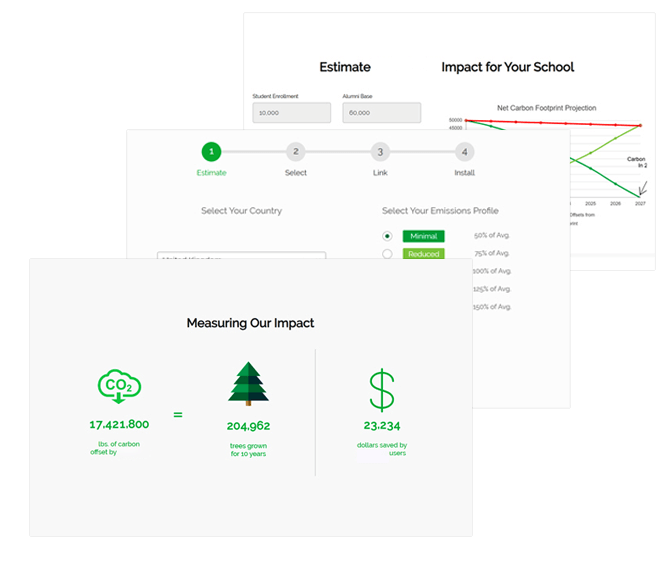 Estimate
Impact for Your School
Student Enrollment
Alumni Base
10,000
60,000
Net Carbon Footprint Projection
50000
45000
Carbon
In 2
2025
2026
2027
Offsets from
1
2
3
4
Estimate
Select
Link
Install
Select Your Country
Select Your Emissions Profile
Minimal
50% of Avg.
Reduced
75% of Avg.
100% of Avg.
125% of Avg.
150% of Avg.
Measuring Our Impact
CO2
17,421,800
=
204,962
23,234
lbs. of carbon
offset by
trees grown
for 10 years
dollars saved by
users